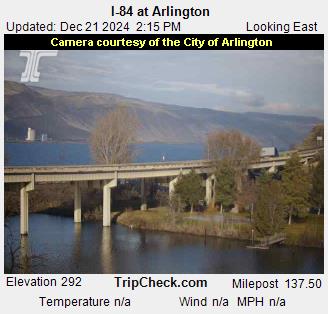 I-84 at Arlington
Updated: Dec 21 2024 2:15 PM Looking East
Camera courtesy of the City of Arlington
Elevation 292 TripCheck.com Milepost 137.50
Temperature n/a Wind n/a MPH n/a